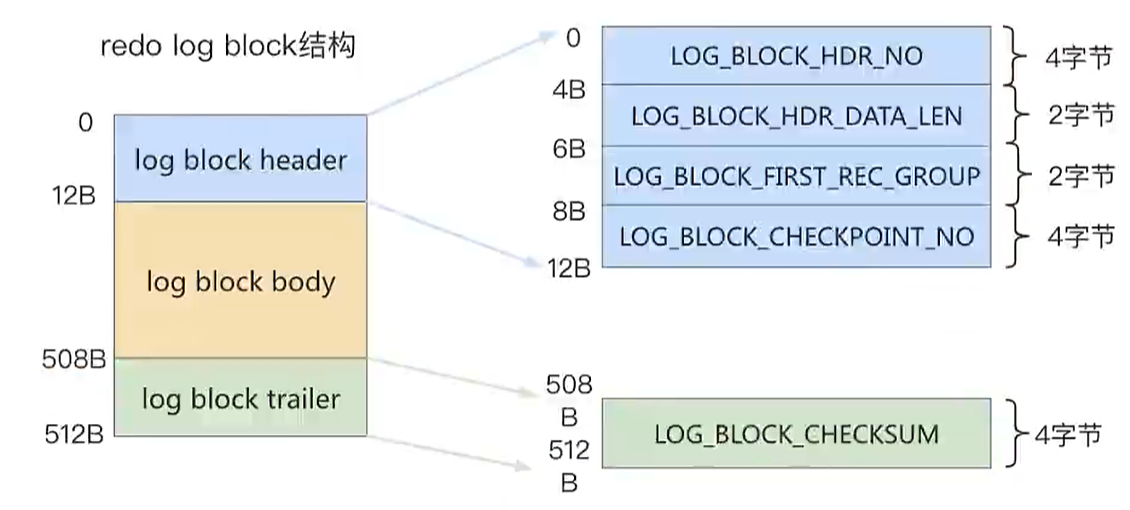 redo log block结构
0
log block header
12B
log block body
508B
log block trailer
512B
0
LOG_BLOCK_HDR_NO
4字节
4B
LOG_BLOCK_HDR_DATA_LEN
2字节
6B
LOG_BLOCK_FIRST_REC_GROUP
2字节
8B
LOG_BLOCK_CHECKPOINT_NO
4字节
12B
508
B
LOG_BLOCK_CHECKSUM
4字节
512
B